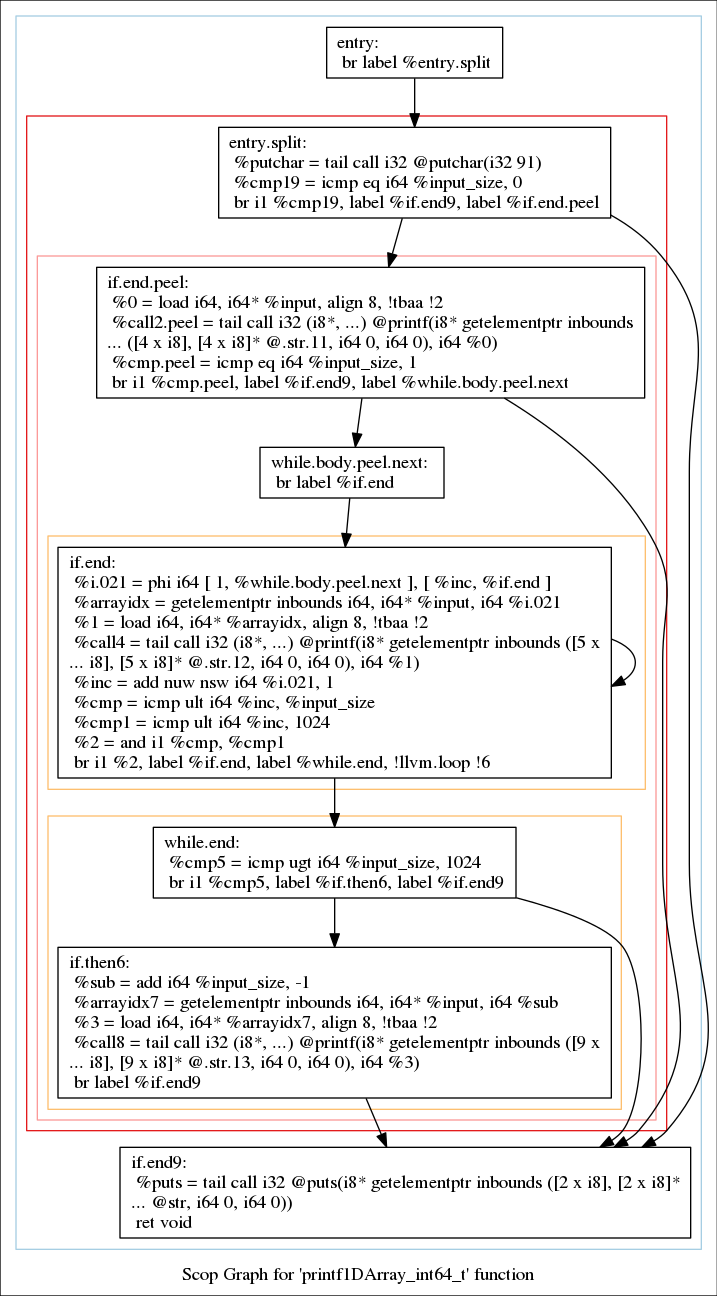 entry:
br label %entry.split
entry.split:
%putchar = tail call i32 @putchar(i32 91)
%cmp19 = icmp eq i64 %input_size, 0
br i1 %cmp19, label %if.end9, label %if.end.peel
if.end.peel:
%0 = load i64, i64* %input, align 8, !tbaa !2
%call2.peel = tail call i32 (i8*, ...) @printf(i8* getelementptr inbounds
... ([4 x i8], [4 x i8]* @.str.11, i64 0, i64 0), i64 %0)
%cmp.peel = icmp eq i64 %input_size, 1
br i1 %cmp.peel, label %if.end9, label %while.body.peel.next
while.body.peel.next:
br label %if.end
if.end:
%i.021 = phi i64 [ 1, %while.body.peel.next ], [ %inc, %if.end ]
%arrayidx = getelementptr inbounds i64, i64* %input, i64 %i.021
%1 = load i64, i64* %arrayidx, align 8, !tbaa !2
%call4 = tail call i32 (i8*, ...) @printf(i8* getelementptr inbounds ([5 x
... i8], [5 x i8]* @.str.12, i64 0, i64 0), i64 %1)
%inc = add nuw nsw i64 %i.021, 1
%cmp = icmp ult i64 %inc, %input_size
%cmp1 = icmp ult i64 %inc, 1024
%2 = and i1 %cmp, %cmp1
br i1 %2, label %if.end, label %while.end, !llvm.loop !6
while.end:
%cmp5 = icmp ugt i64 %input_size, 1024
br i1 %cmp5, label %if.then6, label %if.end9
if.then6:
%sub = add i64 %input_size, -1
%arrayidx7 = getelementptr inbounds i64, i64* %input, i64 %sub
%3 = load i64, i64* %arrayidx7, align 8, !tbaa !2
%call8 = tail call i32 (i8*, ...) @printf(i8* getelementptr inbounds ([9 x
... i8], [9 x i8]* @.str.13, i64 0, i64 0), i64 %3)
br label %if.end9
if.end9:
%puts = tail call i32 @puts(i8* getelementptr inbounds ([2 x i8], [2 x i8]*
... @str, i64 0, i64 0))
ret void
Scop Graph for 'printf1DArray_int64_t' function